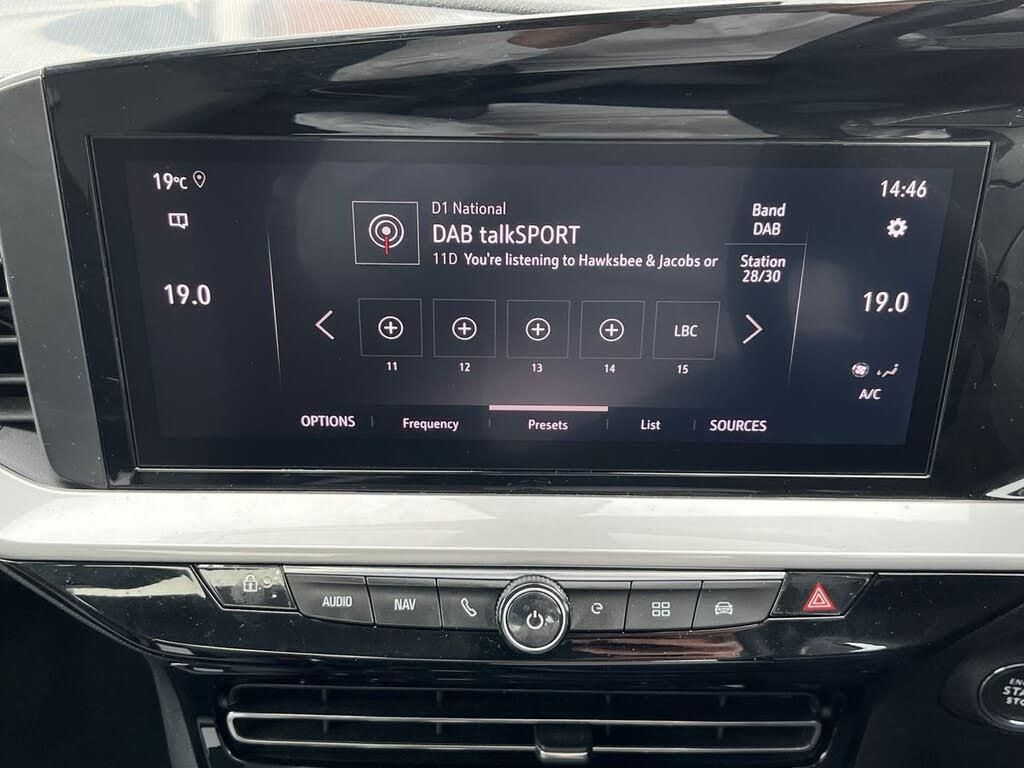 19°C
14:46
D1 National
DAB talkSPORT
11D You're listening to Hawksbee & Jacobs or
Band
DAB
Station
28/30
19.0
19.0
LBC
11
12
13
14
15
A/C
OPTIONS
Frequency
Presets
List
SOURCES
AUDIO
NAV